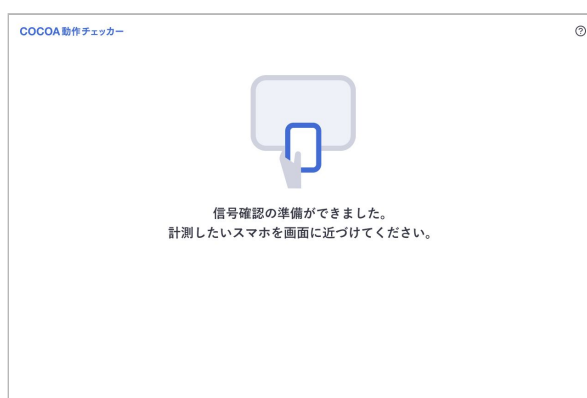 COCOA動作チェッカー
?
信号確認の準備ができました。
計測したいスマホを画面に近づけてください。